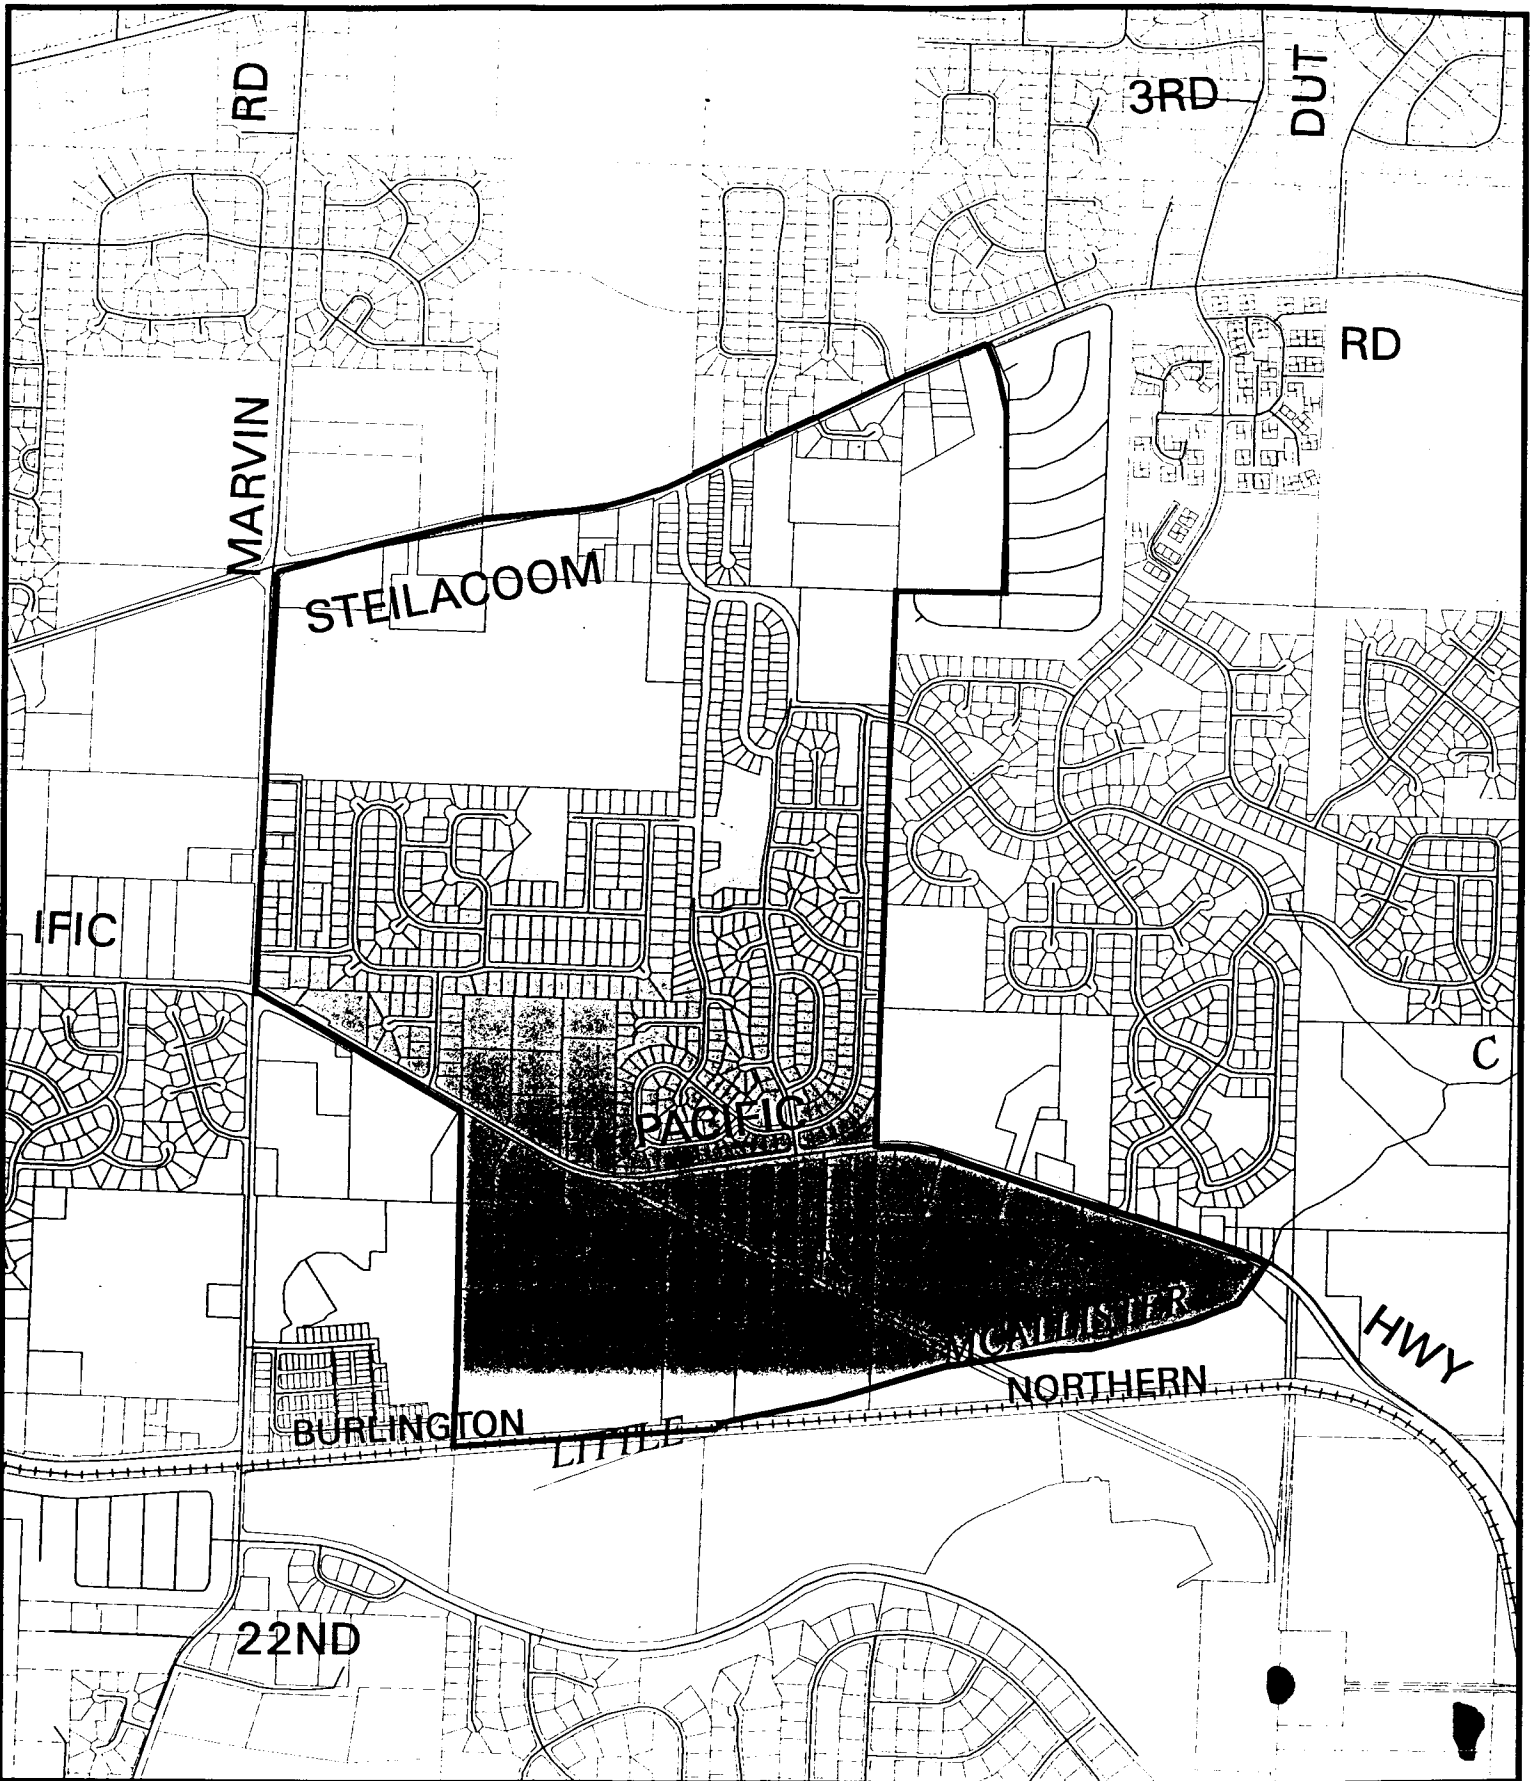 RD
3RD
DUT
RD
MARVIN
STEILACOOM
IFIC
C
PACIFIC
MCALLISTER
HWY
NORTHERN
BURLINGTON
LITTLE
22ND